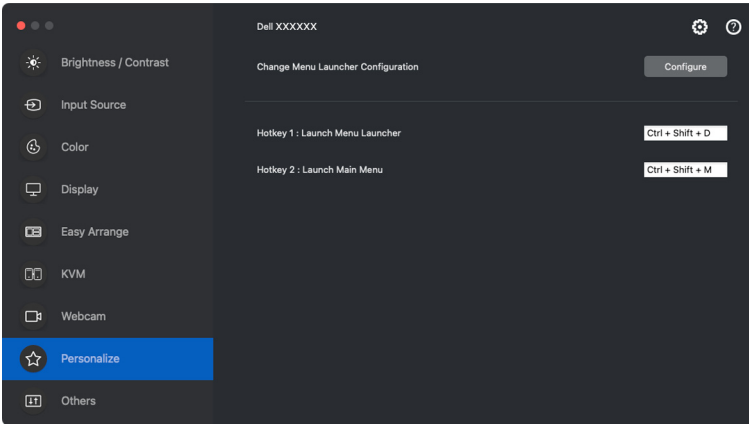 Dell XXXXXX
Brightness / Contrast
Change Menu Launcher Configuration
Configure
Input Source
Hotkey 1 : Launch Menu Launcher
Ctrl + Shift + D
Color
Hotkey 2 : Launch Main Menu
Ctrl + Shift + M
Display
Easy Arrange
KVM
Webcam
Personalize
Others